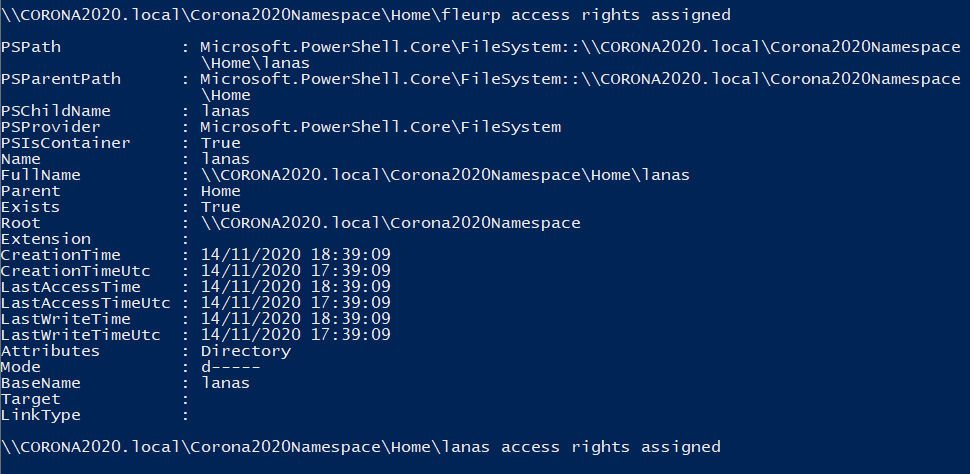 \\CORONA2020.local\Corona2020Namespace\Home\fleurp access rights assigned
PSPath            : Microsoft.PowerShell.Core\FileSystem::\\CORONA2020.local\Corona2020Namespace
                    \Home\lanas
PSParentPath      : Microsoft.PowerShell.Core\FileSystem::\\CORONA2020.local\Corona2020Namespace
                    \Home
PSChildName       : lanas
PSProvider        : Microsoft.PowerShell.Core\FileSystem
PSIsContainer     : True
Name              : lanas
FullName          : \\CORONA2020.local\Corona2020Namespace\Home\lanas
Parent            : Home
Exists            : True
Root              : \\CORONA2020.local\Corona2020Namespace
Extension         :
CreationTime      : 14/11/2020 18:39:09
CreationTimeUtc   : 14/11/2020 17:39:09
LastAccessTime    : 14/11/2020 18:39:09
LastAccessTimeUtc : 14/11/2020 17:39:09
LastWriteTime     : 14/11/2020 18:39:09
LastWriteTimeUtc  : 14/11/2020 17:39:09
Attributes        : Directory
Mode              : d-----
BaseName          : lanas
Target            :
LinkType          :
\\CORONA2020.local\Corona2020Namespace\Home\lanas access rights assigned